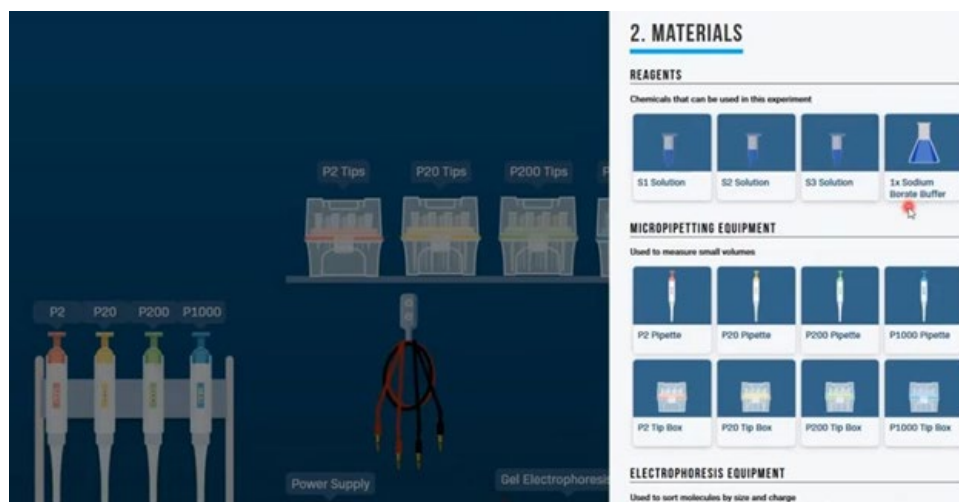 2. MATERIALS
REAGENTS
Chemicals that can be used in this experiment
S1 Solution
S2 Solution
S3 Solution
1x Sodium
Borate Buffer
MICROPIPETTING EQUIPMENT
Used to measure small volumes
P2 Pipette
P20 Pipette
P200 Pipette
P1000 Pipette
P2 Tip Box
P20 Tip Box
P200 Tip Box
P1000 Tip Box
ELECTROPHORESIS EQUIPMENT
Used to sort molecules by size and charge
P2 Tips
P20 Tips
P200 Tips
P
P2
P20
P200
P1000
Power Supply
Gel Electrophoresis